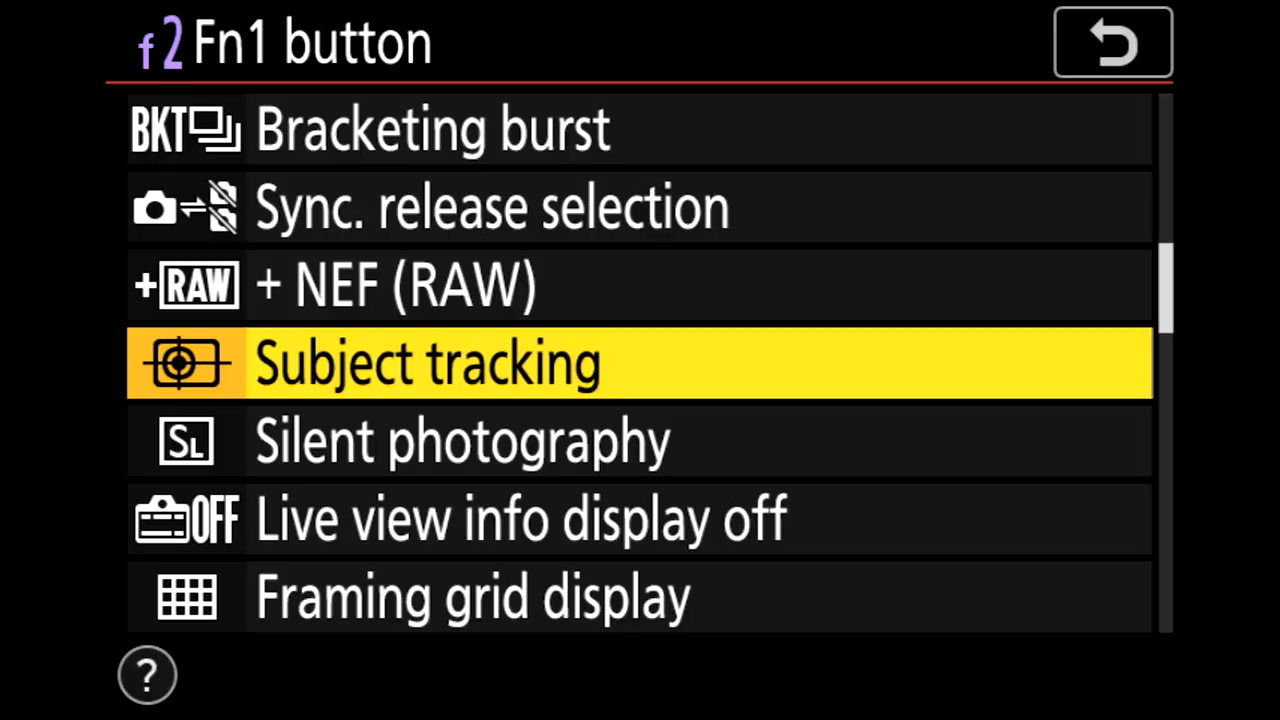 f2 Fn1 button
BKT Bracketing burst
Sync. release selection
+RAW + NEF (RAW)
Subject tracking
SL Silent photography
OFF Live view info display off
Framing grid display
?